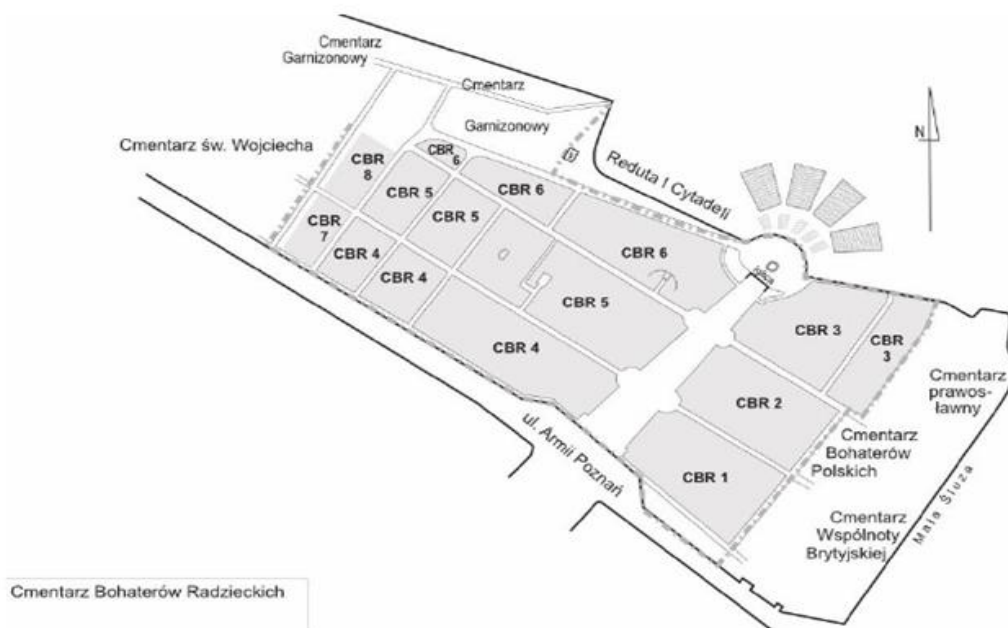 Cmentarz
Garnizonowy
Cmentarz
Garnizonowy
Cmentarz św. Wojciecha
N
Reduta I Cytadeli
CBR
8
CBR
6
CBR 5
CBR 6
CBR
7
CBR 5
CBR 4
CBR 6
CBR 4
CBR 5
CBR 3
CBR
3
CBR 4
CBR 2
CBR 1
Cmentarz
prawos-
ławny
Cmentarz
Bohaterów
Polskich
ul. Armii Poznań
Cmentarz
Wspólnoty
Brytyjskiej
Mała Śluza
Cmentarz Bohaterów Radzieckich